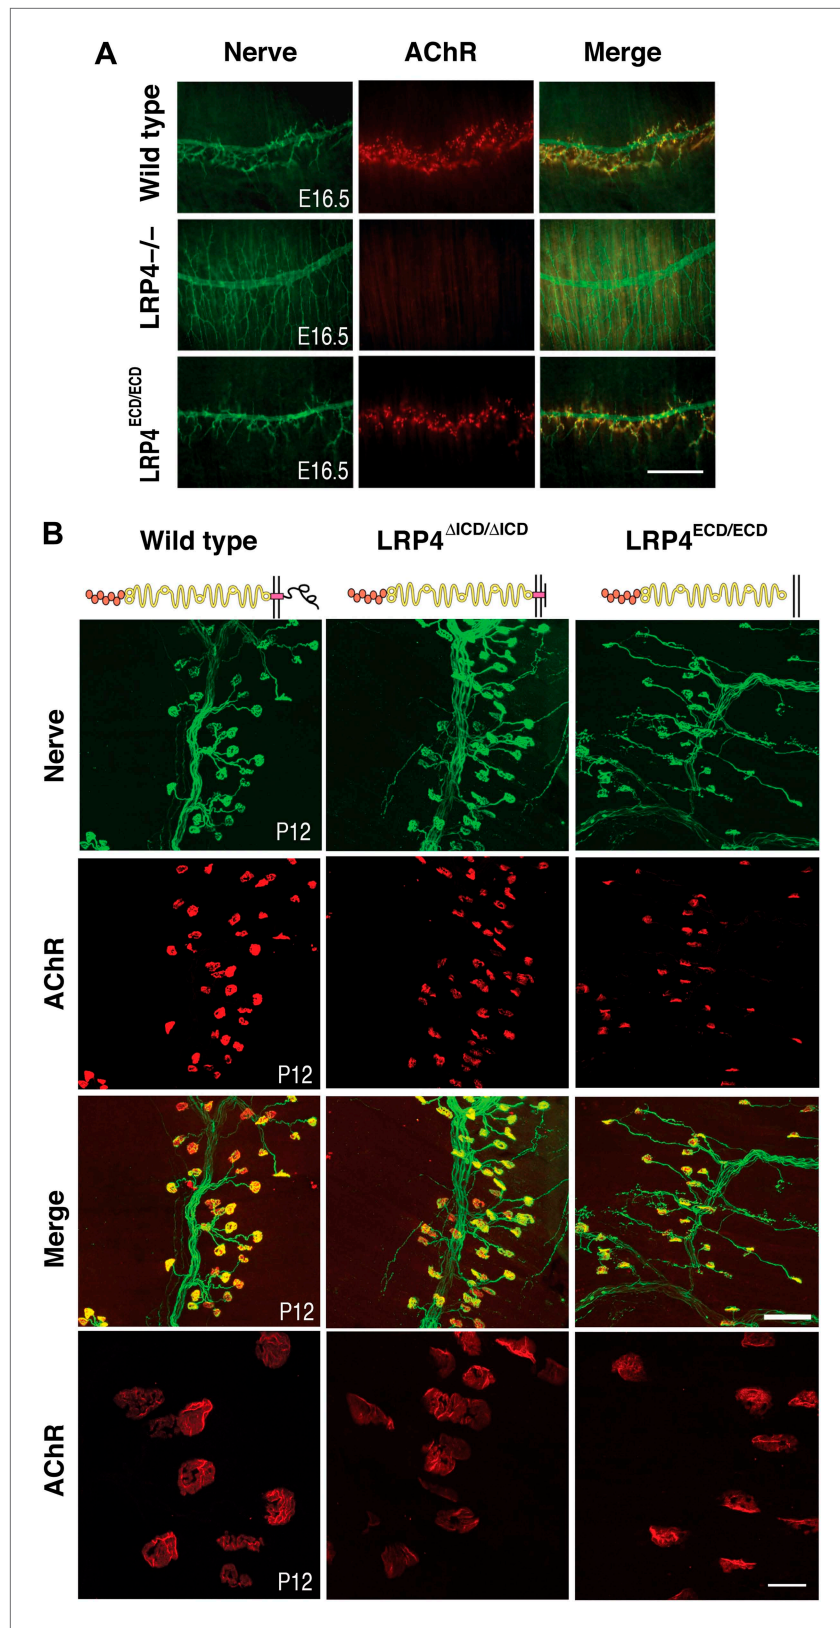 A
Nerve AChR Merge
Wild type
E16.5
LRP4–/–
E16.5
LRP4ECD/ECD
E16.5
B
Wild type LRP4ΔICD/ΔICD LRP4ECD/ECD
Nerve
P12
AChR
P12
Merge
P12
AChR
P12